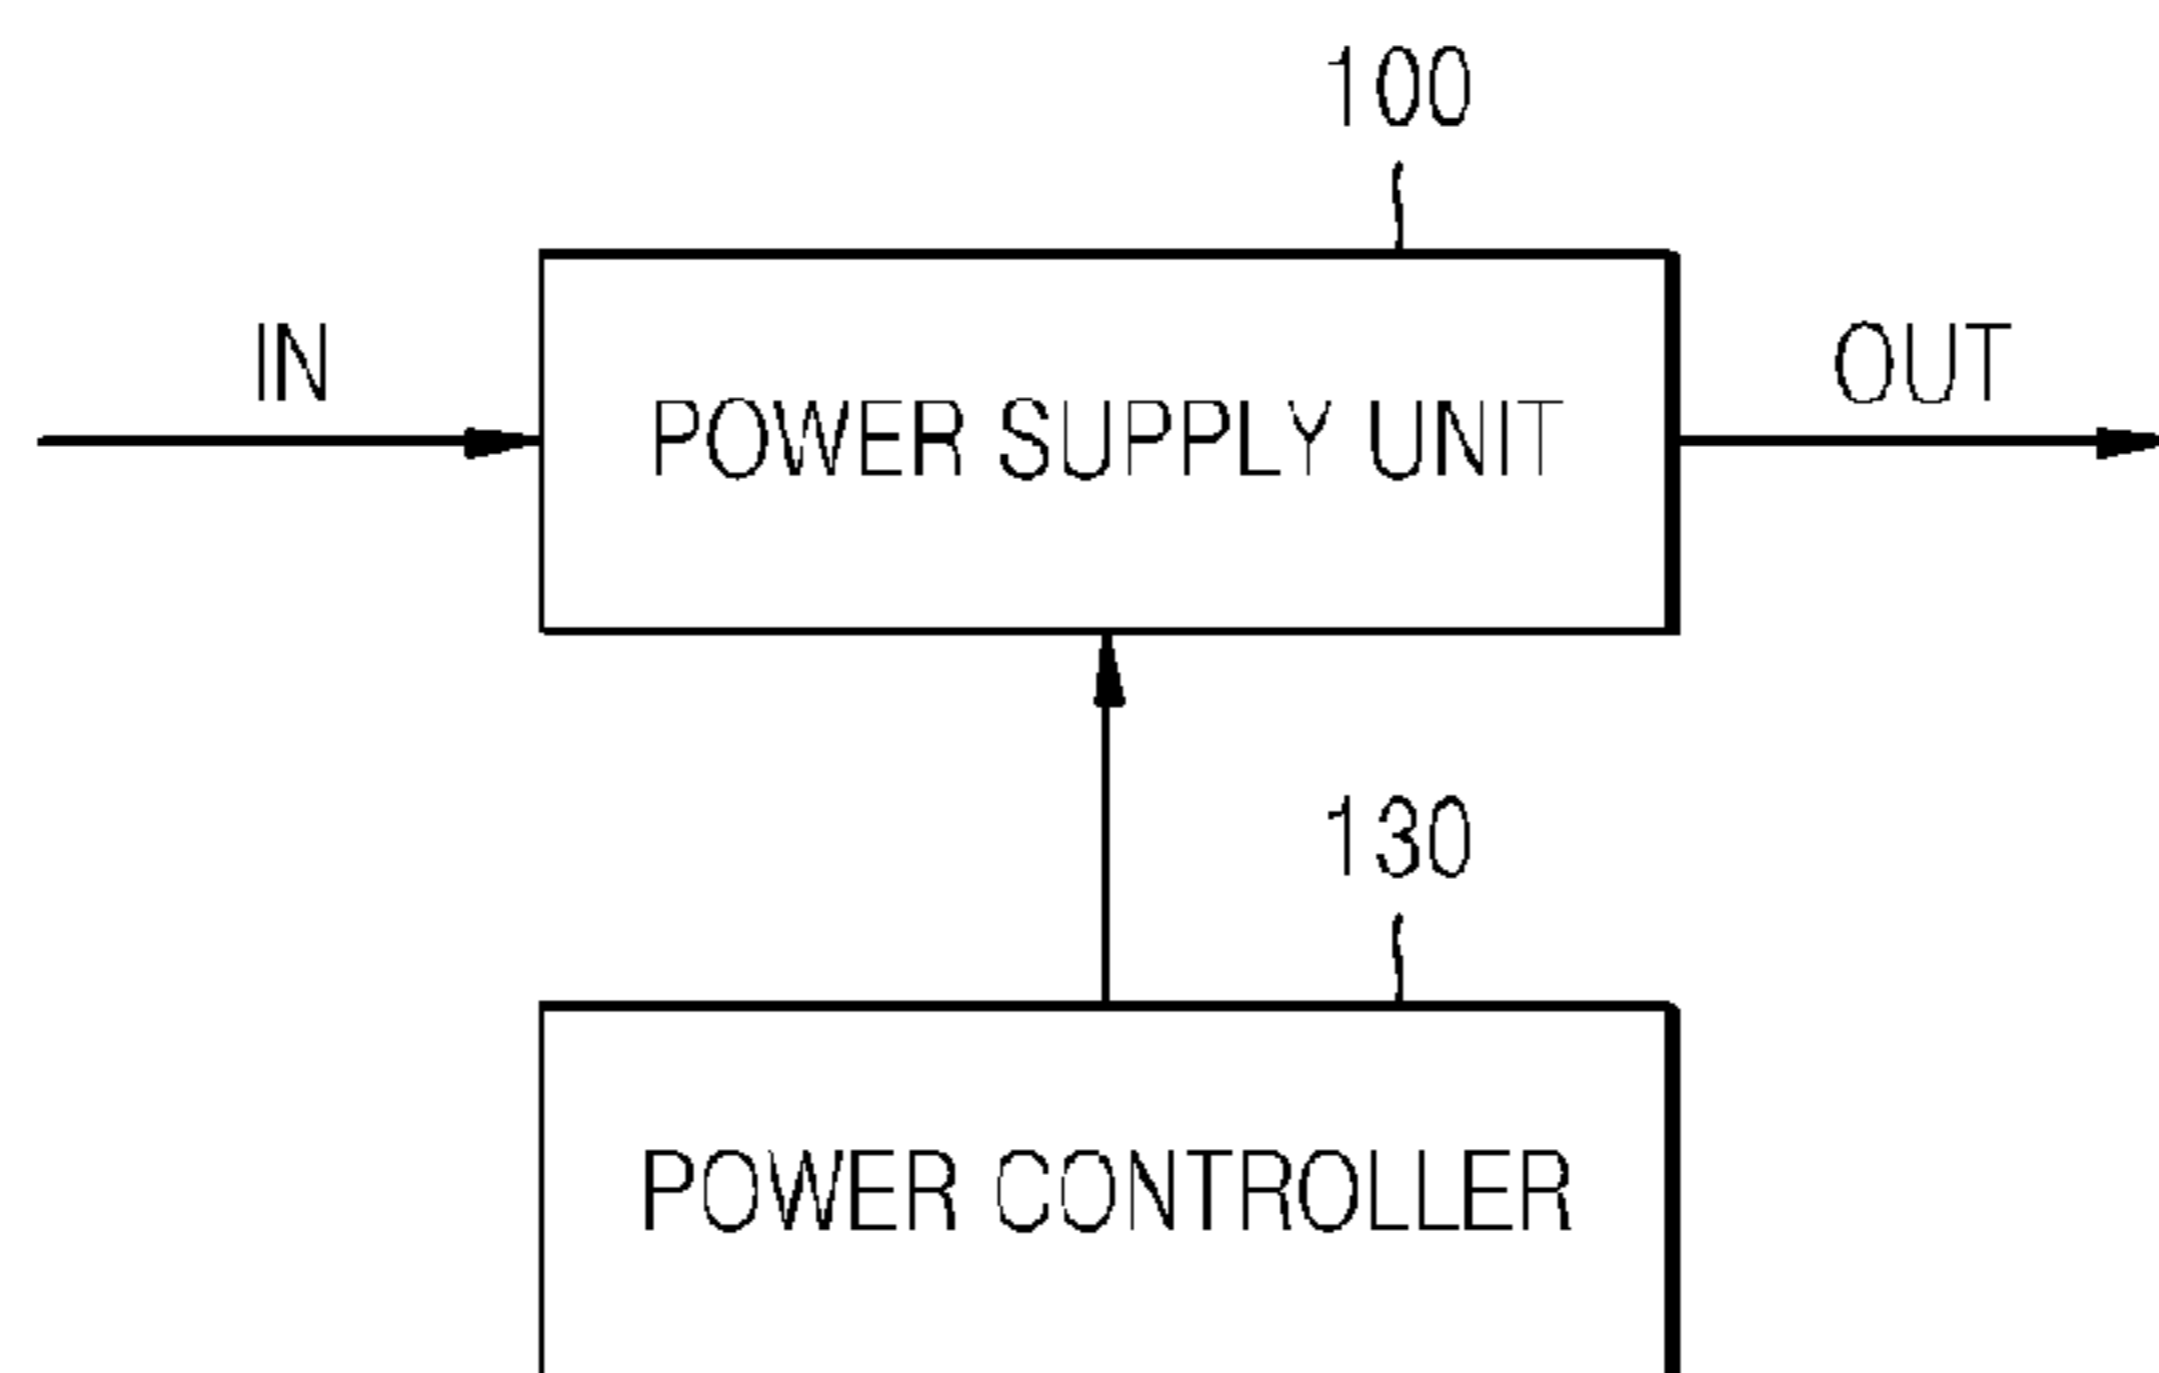 100
IN
POWER SUPPLY UNIT
OUT
130
POWER CONTROLLER